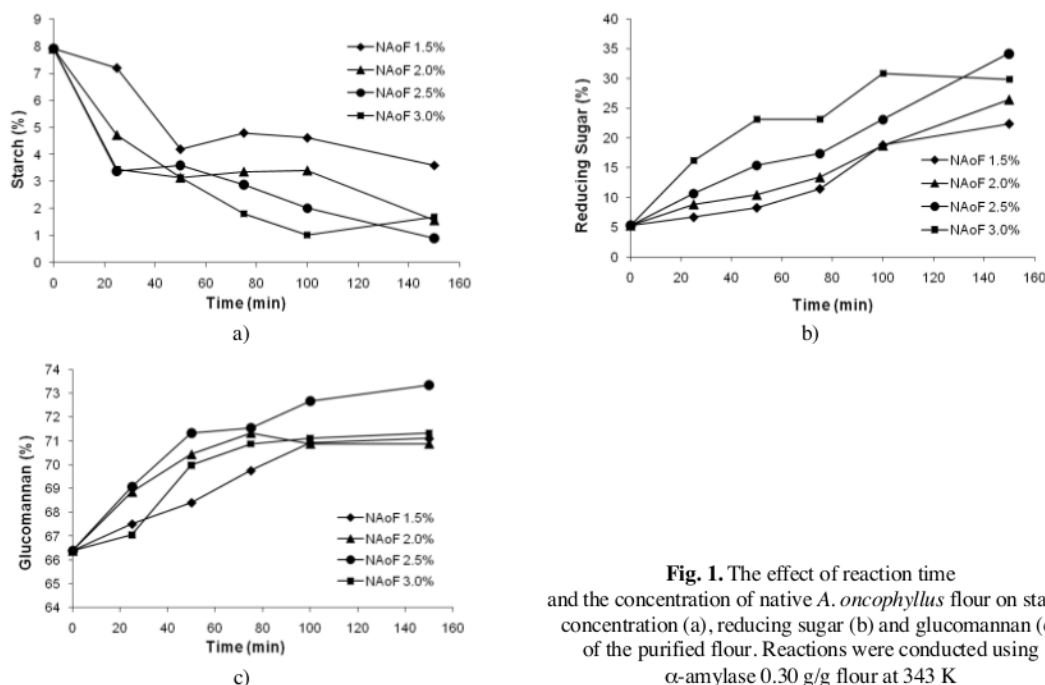 9
8
7
6
5
4
3
2
1
0
Starch (%)
NAoF 1.5%
NAoF 2.0%
NAoF 2.5%
NAoF 3.0%
0 20 40 60 80 100 120 140 160
Time (min)
a)
40
35
30
25
20
15
10
5
0
Reducing Sugar (%)
NAoF 1.5%
NAoF 2.0%
NAoF 2.5%
NAoF 3.0%
0 20 40 60 80 100 120 140 160
Time (min)
b)
74
73
72
71
70
69
68
67
66
65
64
Glucomannan (%)
NAoF 1.5%
NAoF 2.0%
NAoF 2.5%
NAoF 3.0%
0 20 40 60 80 100 120 140 160
Time (min)
c)
Fig. 1. The effect of reaction time
and the concentration of native A. oncophyllus flour on sta
concentration (a), reducing sugar (b) and glucomannan (
of the purified flour. Reactions were conducted using
α-amylase 0.30 g/g flour at 343 K